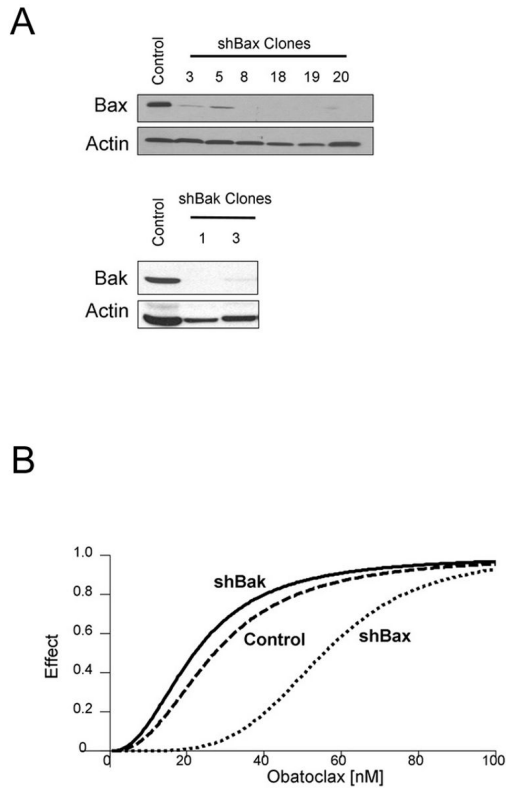 A
Control
shBax Clones
3 5 8 18 19 20
Bax
Actin
Control
shBak Clones
1 3
Bak
Actin
B
1.0
0.8
0.6
0.4
0.2
0
Effect
shBak
Control
shBax
0 20 40 60 80 100
Obatoclax [nM]